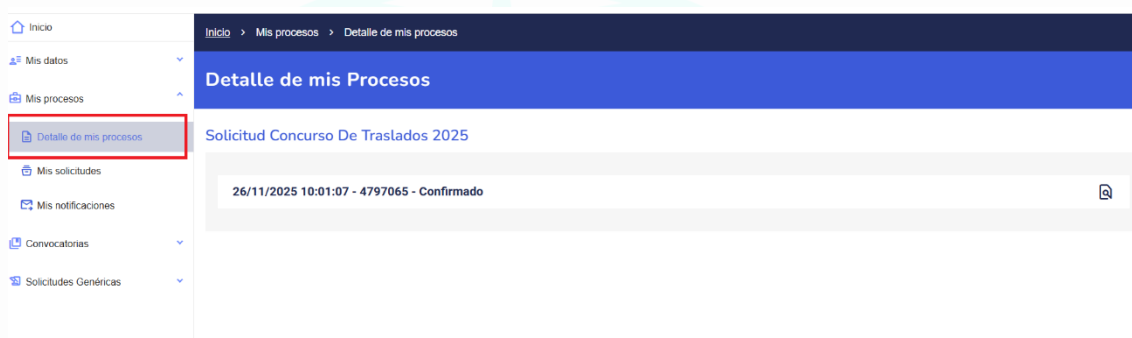 Inicio
Mis datos
Mis procesos
Detalle de mis procesos
Mis solicitudes
Mis notificaciones
Convocatorias
Solicitudes Genéricas
Inicio > Mis procesos > Detalle de mis procesos
Detalle de mis Procesos
Solicitud Concurso De Traslados 2025
26/11/2025 10:01:07 - 4797065 - Confirmado